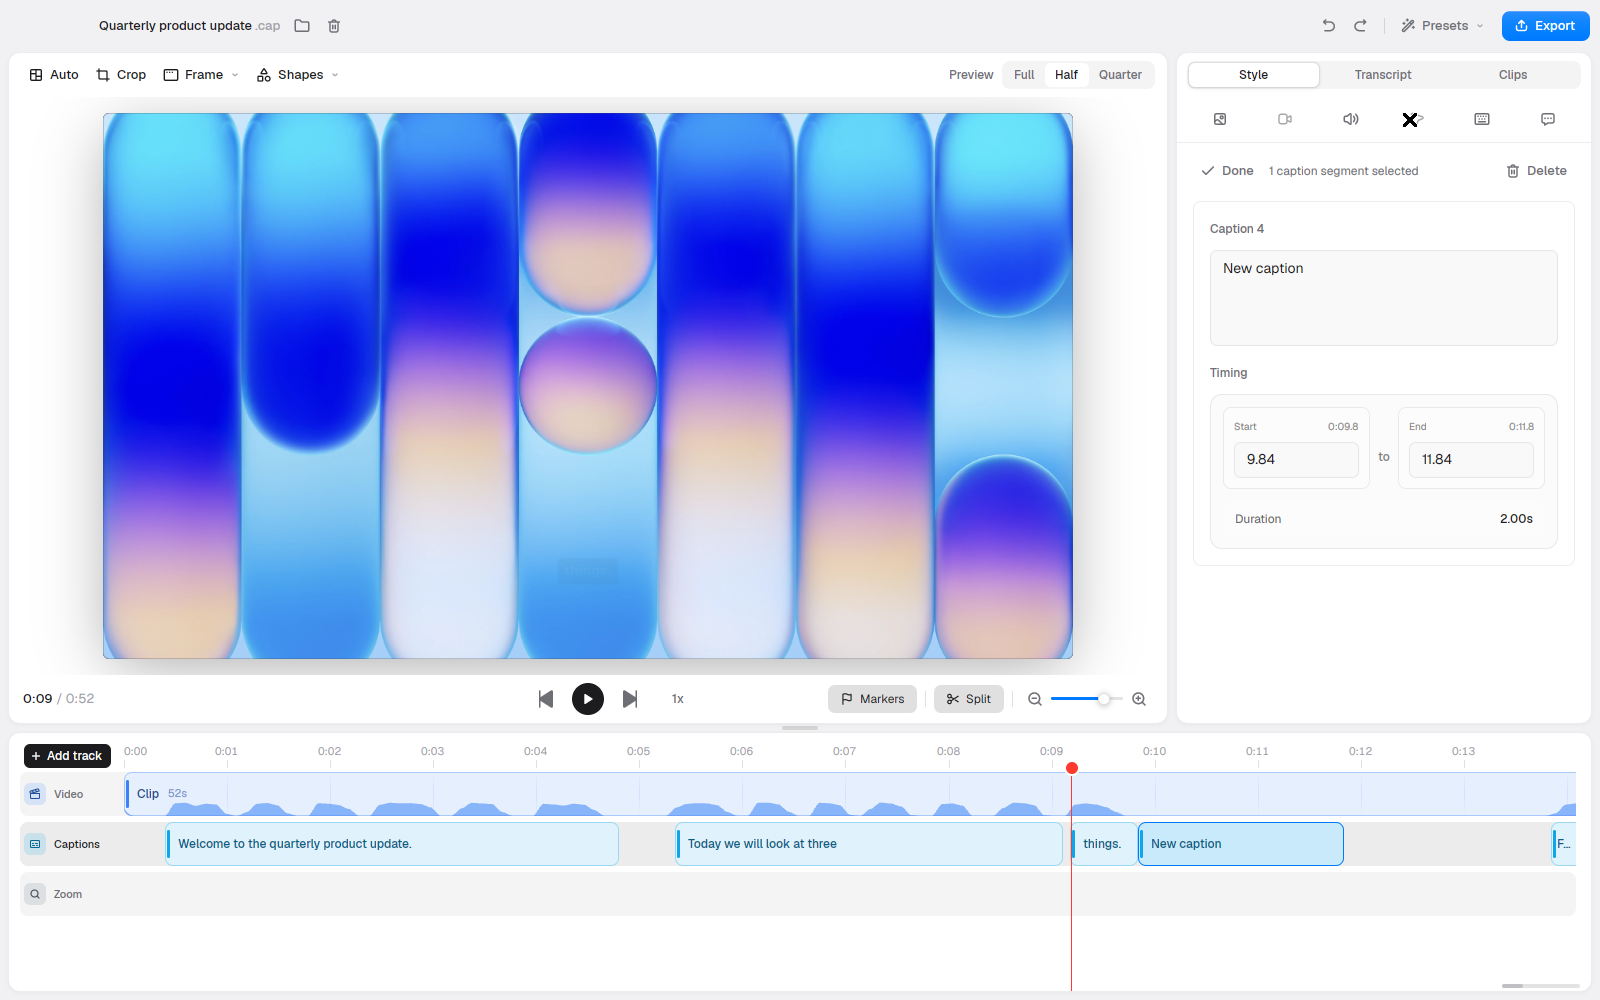 Quarterly product update .cap
Presets
Export
Auto
Crop
Frame
Shapes
Preview
Full
Half
Quarter
Style
Transcript
Clips
Done
1 caption segment selected
Delete
Caption 4
New caption
Timing
Start
0:09.8
9.84
to
End
0:11.8
11.84
Duration
2.00s
0:09 / 0:52
1x
Markers
Split
Add track
0:00
0:01
0:02
0:03
0:04
0:05
0:06
0:07
0:08
0:09
0:10
0:11
0:12
0:13
Video
Clip 52s
Captions
Welcome to the quarterly product update.
Today we will look at three
things.
New caption
F...
Zoom